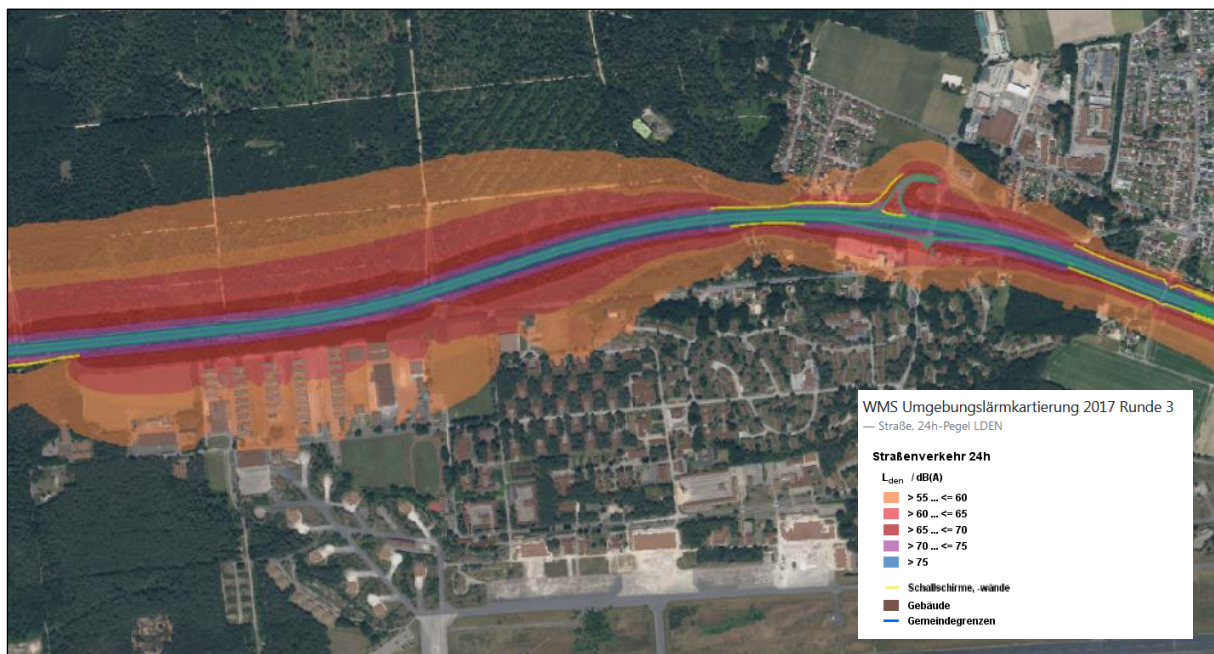 WMS Umgebungslärmkartierung 2017 Runde 3
— Straße, 24h-Pegel LDEN
Straßenverkehr 24h
Lden / dB(A)
> 55 ... <= 60
> 60 ... <= 65
> 65 ... <= 70
> 70 ... <= 75
> 75
Schallschirme, -wände
Gebäude
Gemeindegrenzen